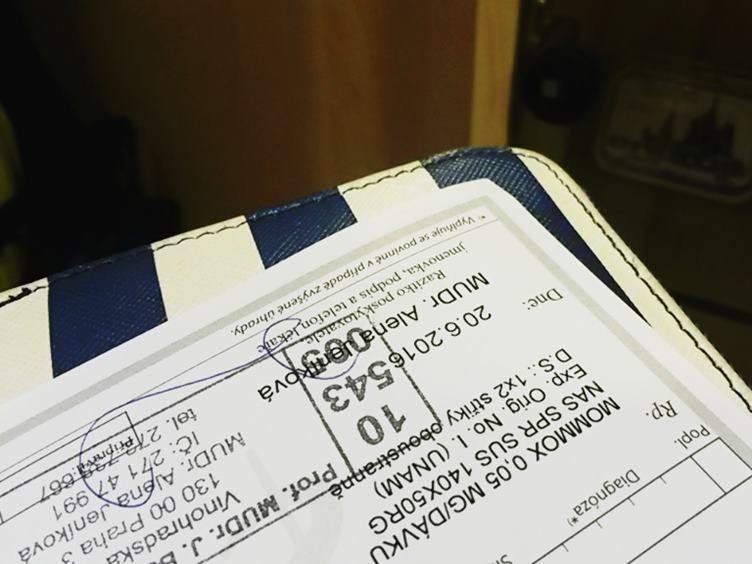 Popl.
Diagnóza*)
Rp.
MOMMOX 0,05 MG/DÁVKU
NAS SPR SUS 140X50RG
Exp. Orig. No. I. (UNAM)
D.S.: 1x2 střiky oboustranně
Dne:
20.6.2016
MUDr. Alena Jeníková
Razítko poskytovatele,
jmenovka, podpis a telefon lékaře
*) Vyplňuje se povinně v případě zvýšené úhrady.
10
543
009
Prof. MUDr. J. B
Vinohradská
130 00 Praha 3
MUDr. Alena Jeníková
IČ: 271 47 991
tel.